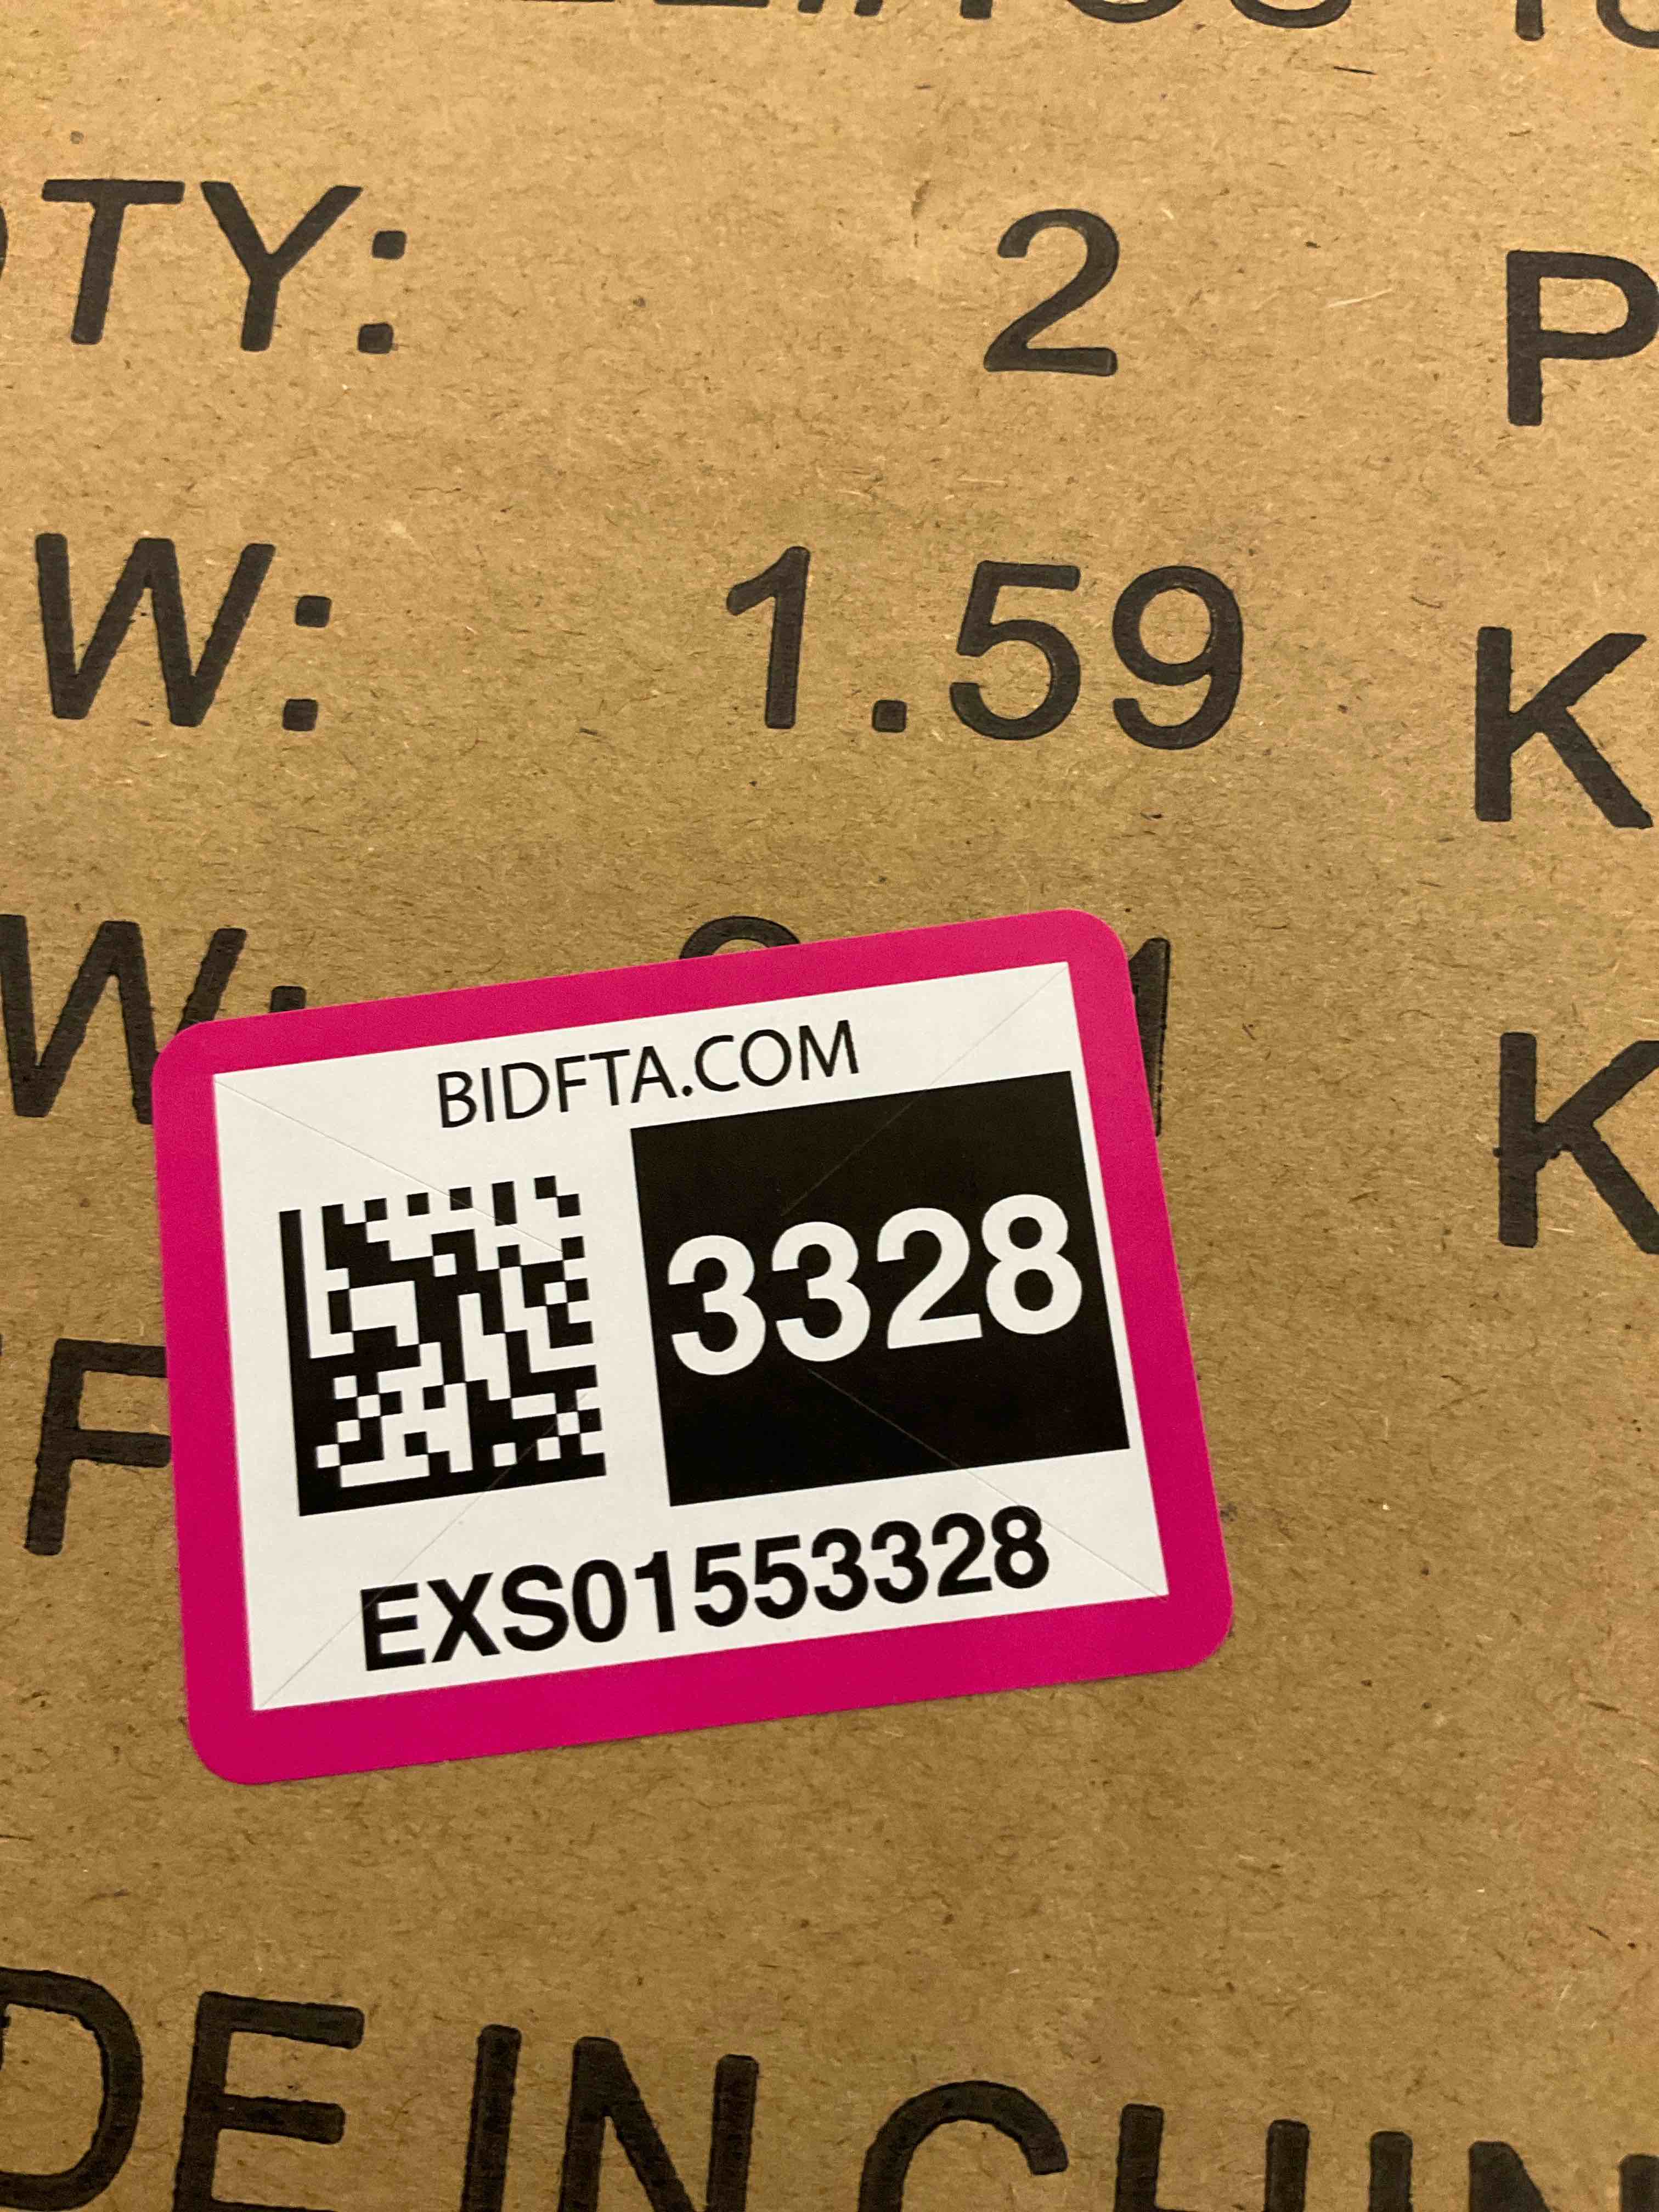 TY: 2 P
W: 1.59 K
W: K
BIDFTA.COM
3328
EXS01553328
F
DE IN CHIN